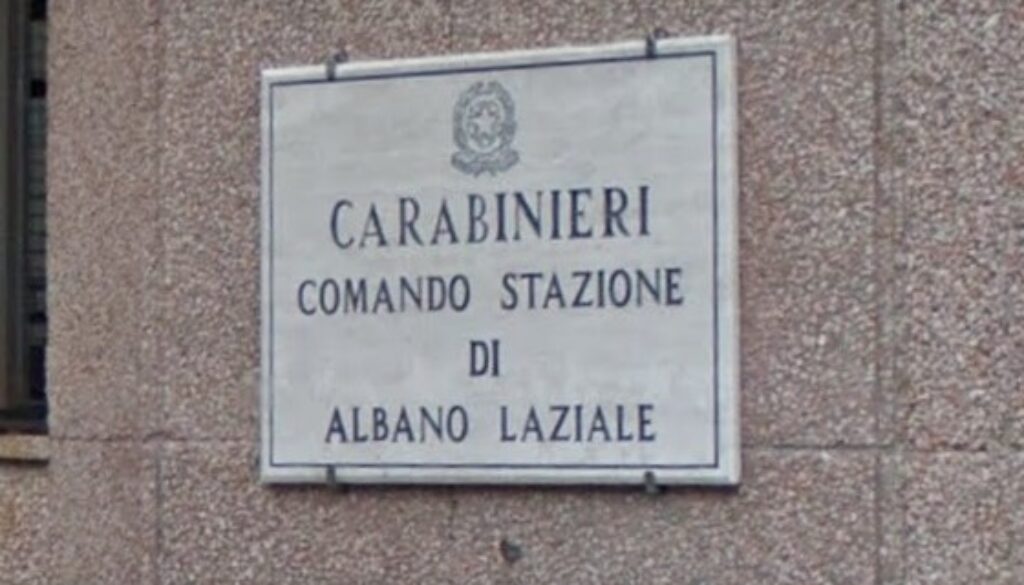 CARABINIERI
COMANDO STAZIONE
DI
ALBANO LAZIALE